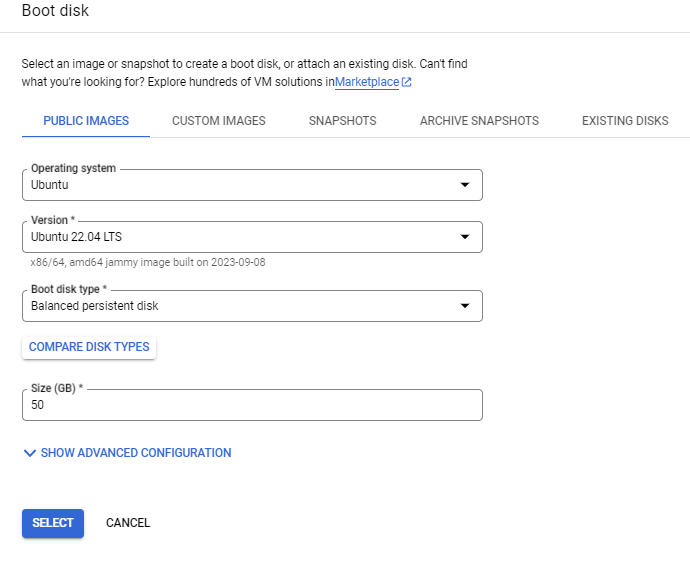 Boot disk
Select an image or snapshot to create a boot disk, or attach an existing disk. Can't find
what you're looking for? Explore hundreds of VM solutions inMarketplace
PUBLIC IMAGES CUSTOM IMAGES SNAPSHOTS ARCHIVE SNAPSHOTS EXISTING DISKS
Operating system
Ubuntu
Version *
Ubuntu 22.04 LTS
x86/64, amd64 jammy image built on 2023-09-08
Boot disk type *
Balanced persistent disk
COMPARE DISK TYPES
Size (GB) *
50
SHOW ADVANCED CONFIGURATION
SELECT CANCEL